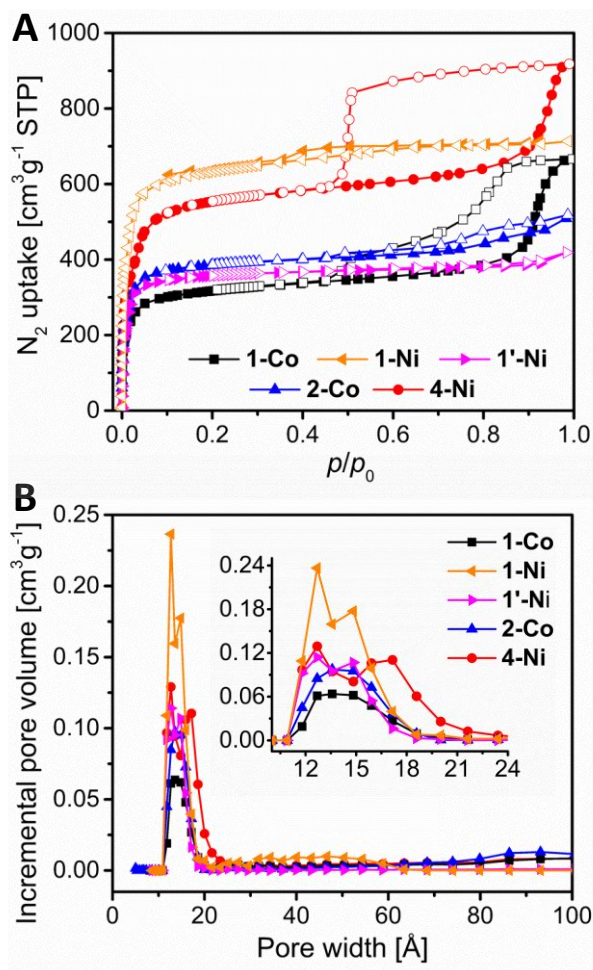 A
N2 uptake [cm3g-1 STP]
1000
800
600
400
200
0
1-Co 1-Ni 1'-Ni
2-Co 4-Ni
0.0 0.2 0.4 0.6 0.8 1.0
p/p0
B
Incremental pore volume [cm3g-1]
0.25
0.20
0.15
0.10
0.05
0.00
0.24
0.18
0.12
0.06
0.00
12 15 18 21 24
1-Co
1-Ni
1'-Ni
2-Co
4-Ni
0 20 40 60 80 100
Pore width [Å]